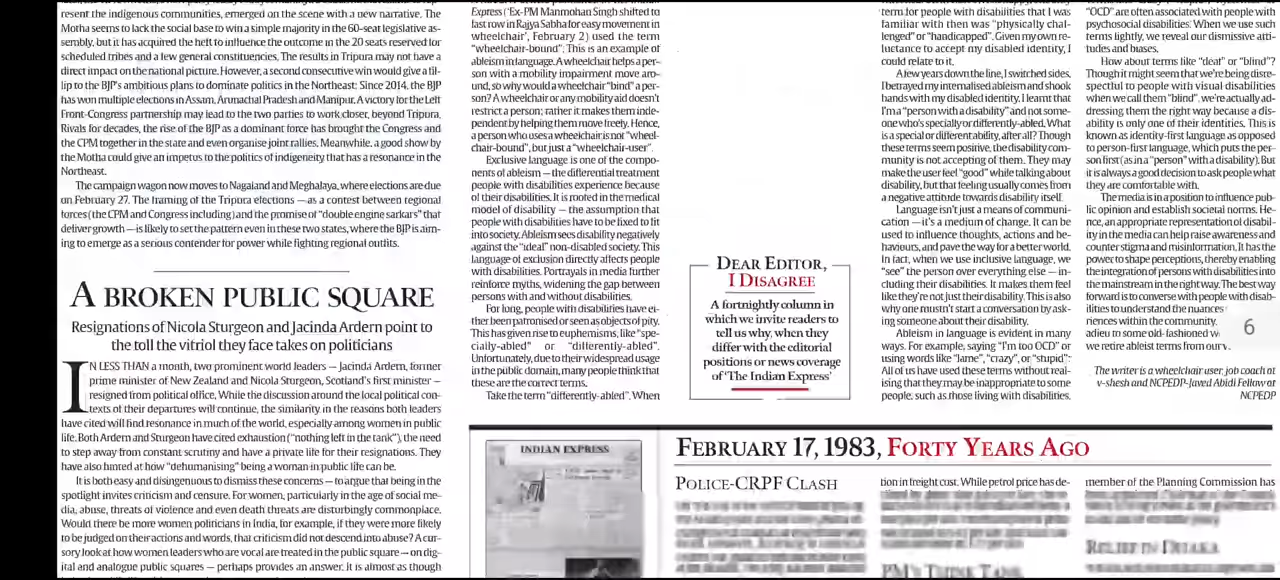 resent the indigenous communities, emerged on the scene with a new narrative. The
Motha seems to lack the social base to win a simple majority in the 60-seat legislative as-
sembly, but it has acquired the heft to influence the outcome in the 20 seats reserved for
scheduled tribes and a few general constituencies. The results in Tripura may not have a
direct impact on the national picture. However, a second consecutive win would give a fil-
lip to the BJP's ambitious plans to dominate politics in the Northeast: Since 2014, the BJP
has won multiple elections in Assam, Arunachal Pradesh and Manipur. A victory for the Left
Front-Congress partnership may lead to the two parties to work closer, beyond Tripura.
Rivals for decades, the rise of the BJP as a dominant force has brought the Congress and
the CPM together in the state and even organise joint rallies. Meanwhile, a good show by
the Motha could give an impetus to the politics of indigeneity that has a resonance in the
Northeast.
The campaign wagon now moves to Nagaland and Meghalaya, where elections are due
on February 27. The framing of the Tripura elections — as a contest between regional
forces (the CPM and Congress including) and the promise of "double engine sarkars" that
deliver growth — is likely to set the pattern even in these two states, where the BJP is aim-
ing to emerge as a serious contender for power while fighting regional outfits.
A BROKEN PUBLIC SQUARE
Resignations of Nicola Sturgeon and Jacinda Ardern point to
the toll the vitriol they face takes on politicians
IN LESS THAN a month, two prominent world leaders — Jacinda Ardern, former
prime minister of New Zealand and Nicola Sturgeon, Scotland's first minister —
resigned from political office. While the discussion around the local political con-
texts of their departures will continue, the similarity in the reasons both leaders
have cited will find resonance in much of the world, especially among women in public
life. Both Ardern and Sturgeon have cited exhaustion ("nothing left in the tank"), the need
to step away from constant scrutiny and have a private life for their resignations. They
have also hinted at how "dehumanising" being a woman in public life can be.
It is both easy and disingenuous to dismiss these concerns — to argue that being in the
spotlight invites criticism and censure. For women, particularly in the age of social me-
dia, abuse, threats of violence and even death threats are disturbingly commonplace.
Would there be more women politicians in India, for example, if they were more likely
to be judged on their actions and words, that criticism did not descend into abuse? A cur-
sory look at how women leaders who are vocal are treated in the public square — on dig-
ital and analogue public squares — perhaps provides an answer. It is almost as though
Express ('Ex-PM Manmohan Singh shifted to
last row in Rajya Sabha for easy movement in
wheelchair', February 2) used the term
"wheelchair-bound"; This is an example of
ableism in language. A wheelchair helps a per-
son with a mobility impairment move aro-
und, so why would a wheelchair "bind" a per-
son? A wheelchair or any mobility aid doesn't
restrict a person; rather it makes them inde-
pendent by helping them move freely. Hence,
a person who uses a wheelchair is not "wheel-
chair-bound", but just a "wheelchair-user".
Exclusive language is one of the compo-
nents of ableism — the differential treatment
people with disabilities experience because
of their disabilities. It is rooted in the medical
model of disability — the assumption that
people with disabilities have to be fixed to fit
into society. Ableism sees disability negatively
against the "ideal" non-disabled society. This
language of exclusion directly affects people
with disabilities. Portrayals in media further
reinforce myths, widening the gap between
persons with and without disabilities.
For long, people with disabilities have ei-
ther been patronised or seen as objects of pity.
This has given rise to euphemisms, like "spe-
cially-abled" or "differently-abled".
Unfortunately, due to their widespread usage
in the public domain, many people think that
these are the correct terms.
Take the term "differently-abled". When
DEAR EDITOR,
I DISAGREE
A fortnightly column in
which we invite readers to
tell us why, when they
differ with the editorial
positions or news coverage
of 'The Indian Express'
term for people with disabilities that I was
familiar with then was "physically chal-
lenged" or "handicapped". Given my own re-
luctance to accept my disabled identity, I
could relate to it.
A few years down the line, I switched sides.
I betrayed my internalised ableism and shook
hands with my disabled identity. I learnt that
I'm a "person with a disability" and not some-
one who's specially or differently-abled. What
is a special or different ability, after all? Though
these terms seem positive, the disability com-
munity is not accepting of them. They may
make the user feel "good" while talking about
disability, but that feeling usually comes from
a negative attitude towards disability itself.
Language isn't just a means of communi-
cation — it's a medium of change. It can be
used to influence thoughts, actions and be-
haviours, and pave the way for a better world.
In fact, when we use inclusive language, we
"see" the person over everything else — in-
cluding their disabilities. It makes them feel
like they're not just their disability. This is also
why one mustn't start a conversation by ask-
ing someone about their disability.
Ableism in language is evident in many
ways. For example, saying "I'm too OCD" or
using words like "lame", "crazy", or "stupid":
All of us have used these terms without real-
ising that they may be inappropriate to some
people, such as those living with disabilities.
"OCD" are often associated with people with
psychosocial disabilities. When we use such
terms lightly, we reveal our dismissive atti-
tudes and biases.
How about terms like "deaf" or "blind"?
Though it might seem that we're being disre-
spectful to people with visual disabilities
when we call them "blind", we're actually ad-
dressing them the right way because a dis-
ability is only one of their identities. This is
known as identity-first language as opposed
to person-first language, which puts the per-
son first (as in a "person" with a disability). But
it is always a good decision to ask people what
they are comfortable with.
The media is in a position to influence pub-
lic opinion and establish societal norms. He-
nce, an appropriate representation of disabil-
ity in the media can help raise awareness and
counter stigma and misinformation. It has the
power to shape perceptions, thereby enabling
the integration of persons with disabilities into
the mainstream in the right way. The best way
forward is to converse with people with disab-
ilities to understand the nuances
riences within the community.
adieu to some old-fashioned
we retire ableist terms from our
6
The writer is a wheelchair user, job coach at
v-shesh and NCPEDP-Javed Abidi Fellow at
NCPEDP
INDIAN EXPRESS
FEBRUARY 17, 1983, FORTY YEARS AGO
POLICE-CRPF CLASH
tion in freight cost. While petrol price has de-
PM'S THINK TANK
member of the Planning Commission has
RELIEF IN DHAKA